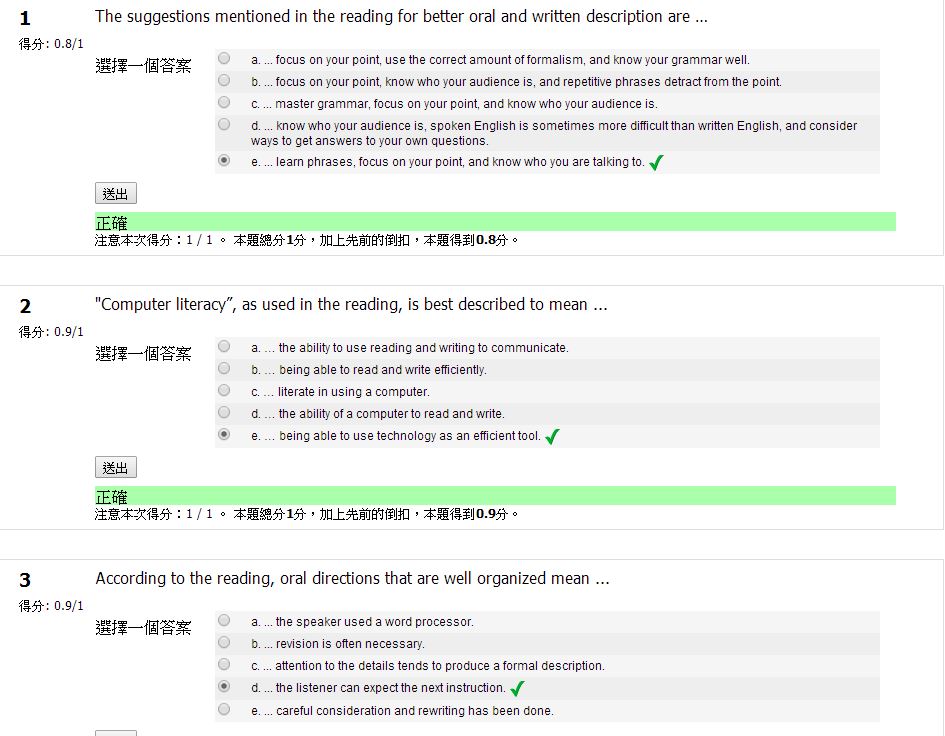 1
The suggestions mentioned in the reading for better oral and written description are ...
得分: 0.8/1
選擇一個答案
a. ... focus on your point, use the correct amount of formalism, and know your grammar well.
b. ... focus on your point, know who your audience is, and repetitive phrases detract from the point.
c. ... master grammar, focus on your point, and know who your audience is.
d. ... know who your audience is, spoken English is sometimes more difficult than written English, and consider
ways to get answers to your own questions.
e. ... learn phrases, focus on your point, and know who you are talking to.
送出
正確
注意本次得分：1 / 1 。 本題總分1分，加上先前的倒扣，本題得到0.8分。
2
"Computer literacy”, as used in the reading, is best described to mean ...
得分: 0.9/1
選擇一個答案
a. ... the ability to use reading and writing to communicate.
b. ... being able to read and write efficiently.
c. ... literate in using a computer.
d. ... the ability of a computer to read and write.
e. ... being able to use technology as an efficient tool.
送出
正確
注意本次得分：1 / 1 。 本題總分1分，加上先前的倒扣，本題得到0.9分。
3
According to the reading, oral directions that are well organized mean ...
得分: 0.9/1
選擇一個答案
a. ... the speaker used a word processor.
b. ... revision is often necessary.
c. ... attention to the details tends to produce a formal description.
d. ... the listener can expect the next instruction.
e. ... careful consideration and rewriting has been done.